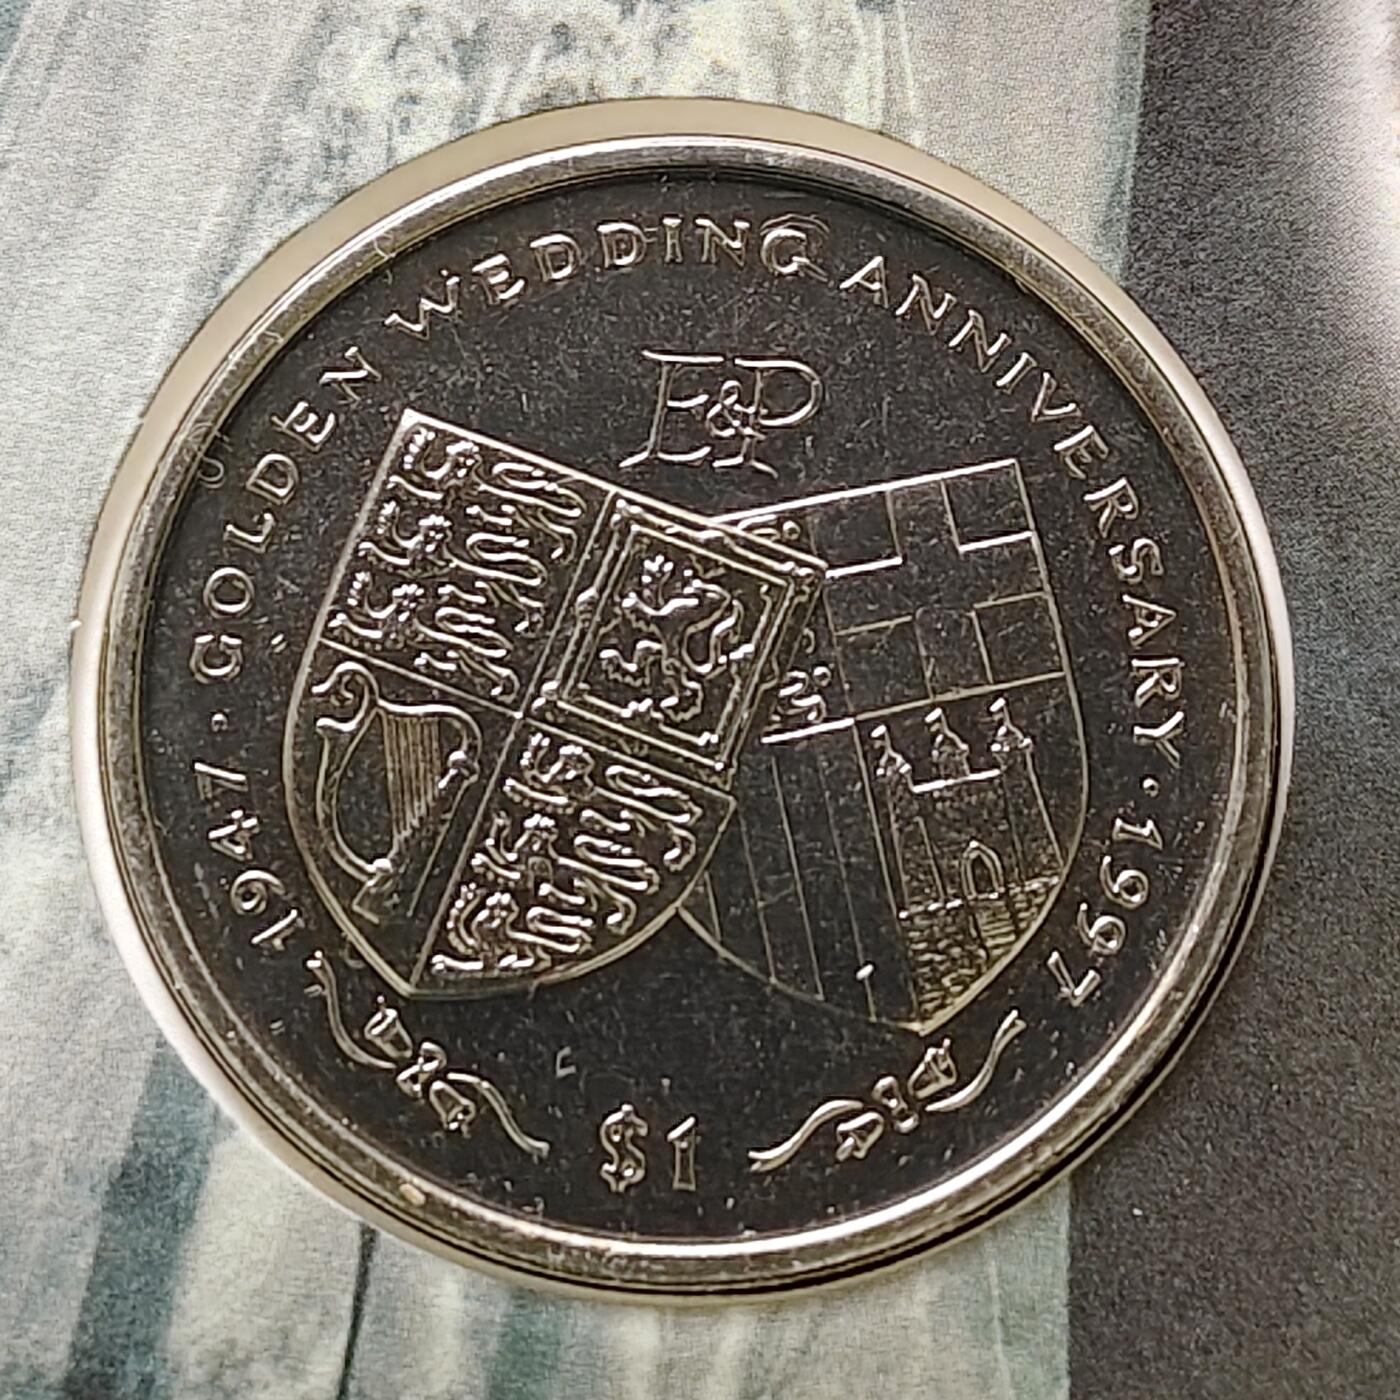 1947 · GOLDEN WEDDING ANNIVERSARY · 1997
E&P
$1